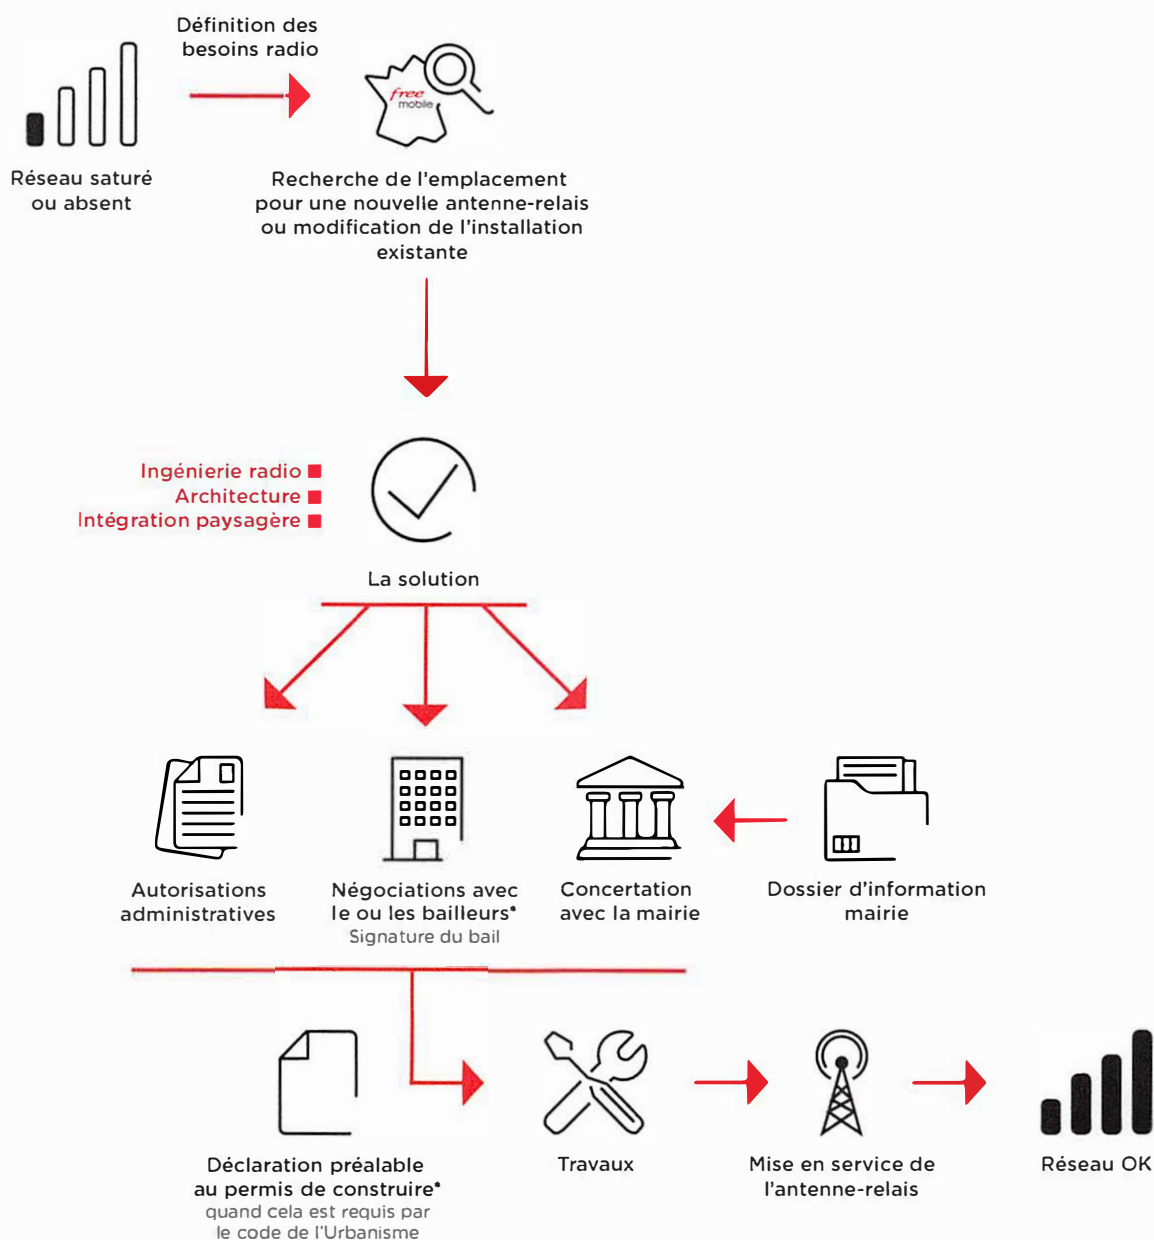 Définition des
besoins radio
free
mobile
Réseau saturé
ou absent
Recherche de l'emplacement
pour une nouvelle antenne-relais
ou modification de l'installation
existante
Ingénierie radio
Architecture
Intégration paysagère
La solution
Autorisations
administratives
Négociations avec
le ou les bailleurs*
Signature du bail
Concertation
avec la mairie
Dossier d'information
mairie
Déclaration préalable
au permis de construire*
quand cela est requis par
le code de l'Urbanisme
Travaux
Mise en service de
l'antenne-relais
Réseau OK